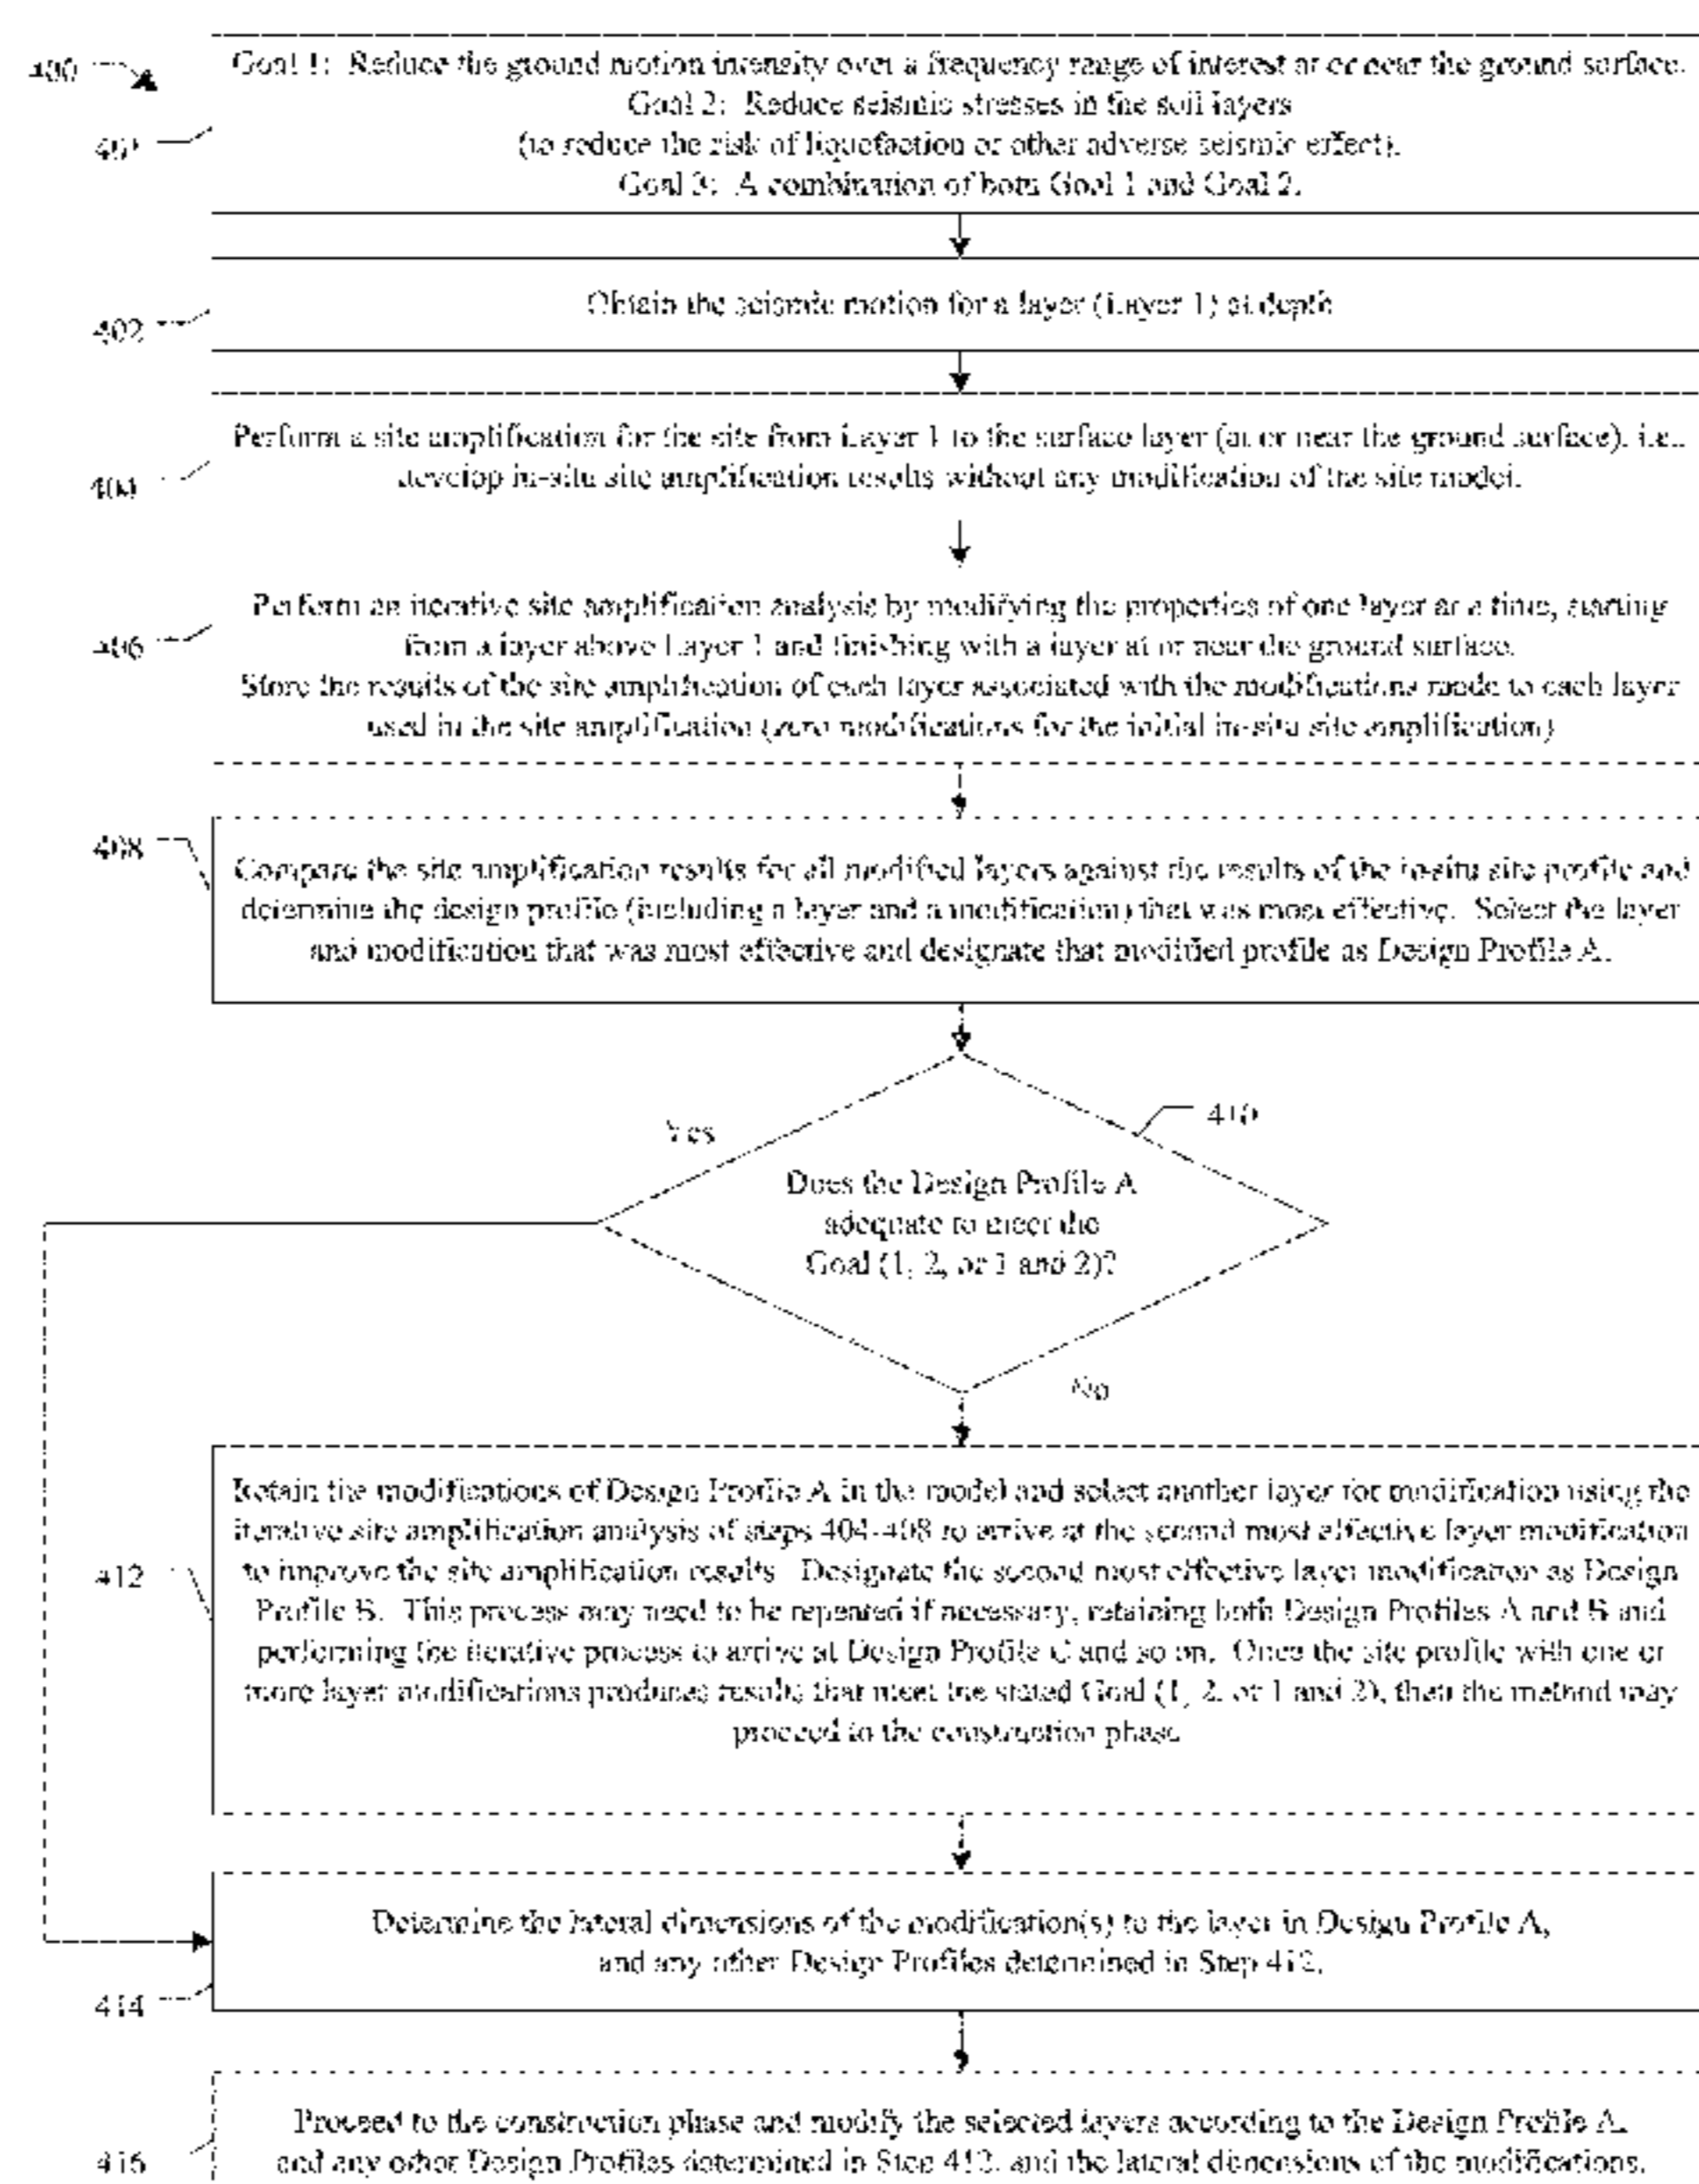 400
Goal 1: Reduce the ground motion intensity over a frequency range of interest at or near the ground surface.
Goal 2: Reduce seismic stresses in the soil layers
(to reduce the risk of liquefaction or other adverse seismic effect).
Goal 3: A combination of both Goal 1 and Goal 2.
Obtain the seismic motion for a layer (Layer 1) at depth
402
Perform a site amplification for the site from Layer 1 to the surface layer (at or near the ground surface), i.e.,
develop in-situ site amplification results without any modification of the site model.
404
Perform an iterative site amplification analysis by modifying the properties of one layer at a time, starting
from a layer above Layer 1 and finishing with a layer at or near the ground surface.
406
Store the results of the site amplification of each layer associated with the modifications made to each layer
used in the site amplification (zero modifications for the initial in-situ site amplification)
408
Compare the site amplification results for all modified layers against the results of the in-situ site profile and
determine the design profile (including a layer and a modification) that was most effective. Select the layer
and modification that was most effective and designate that modified profile as Design Profile A.
410
Yes
Does the Design Profile A
adequate to meet the
Goal (1, 2, or 1 and 2)?
No
Retain the modifications of Design Profile A in the model and select another layer for modification using the
iterative site amplification analysis of steps 404-408 to arrive at the second most effective layer modification
412
to improve the site amplification results. Designate the second most effective layer modification as Design
Profile B. This process may need to be repeated if necessary, retaining both Design Profiles A and B and
performing the iterative process to arrive at Design Profile C and so on. Once the site profile with one or
more layer modifications produces results that meet the stated Goal (1, 2, or 1 and 2), then the method may
proceed to the construction phase
Determine the lateral dimensions of the modification(s) to the layer in Design Profile A,
and any other Design Profiles determined in Step 412.
414
Proceed to the construction phase and modify the selected layers according to the Design Profile A,
and any other Design Profiles determined in Step 412, and the lateral dimensions of the modifications.
416